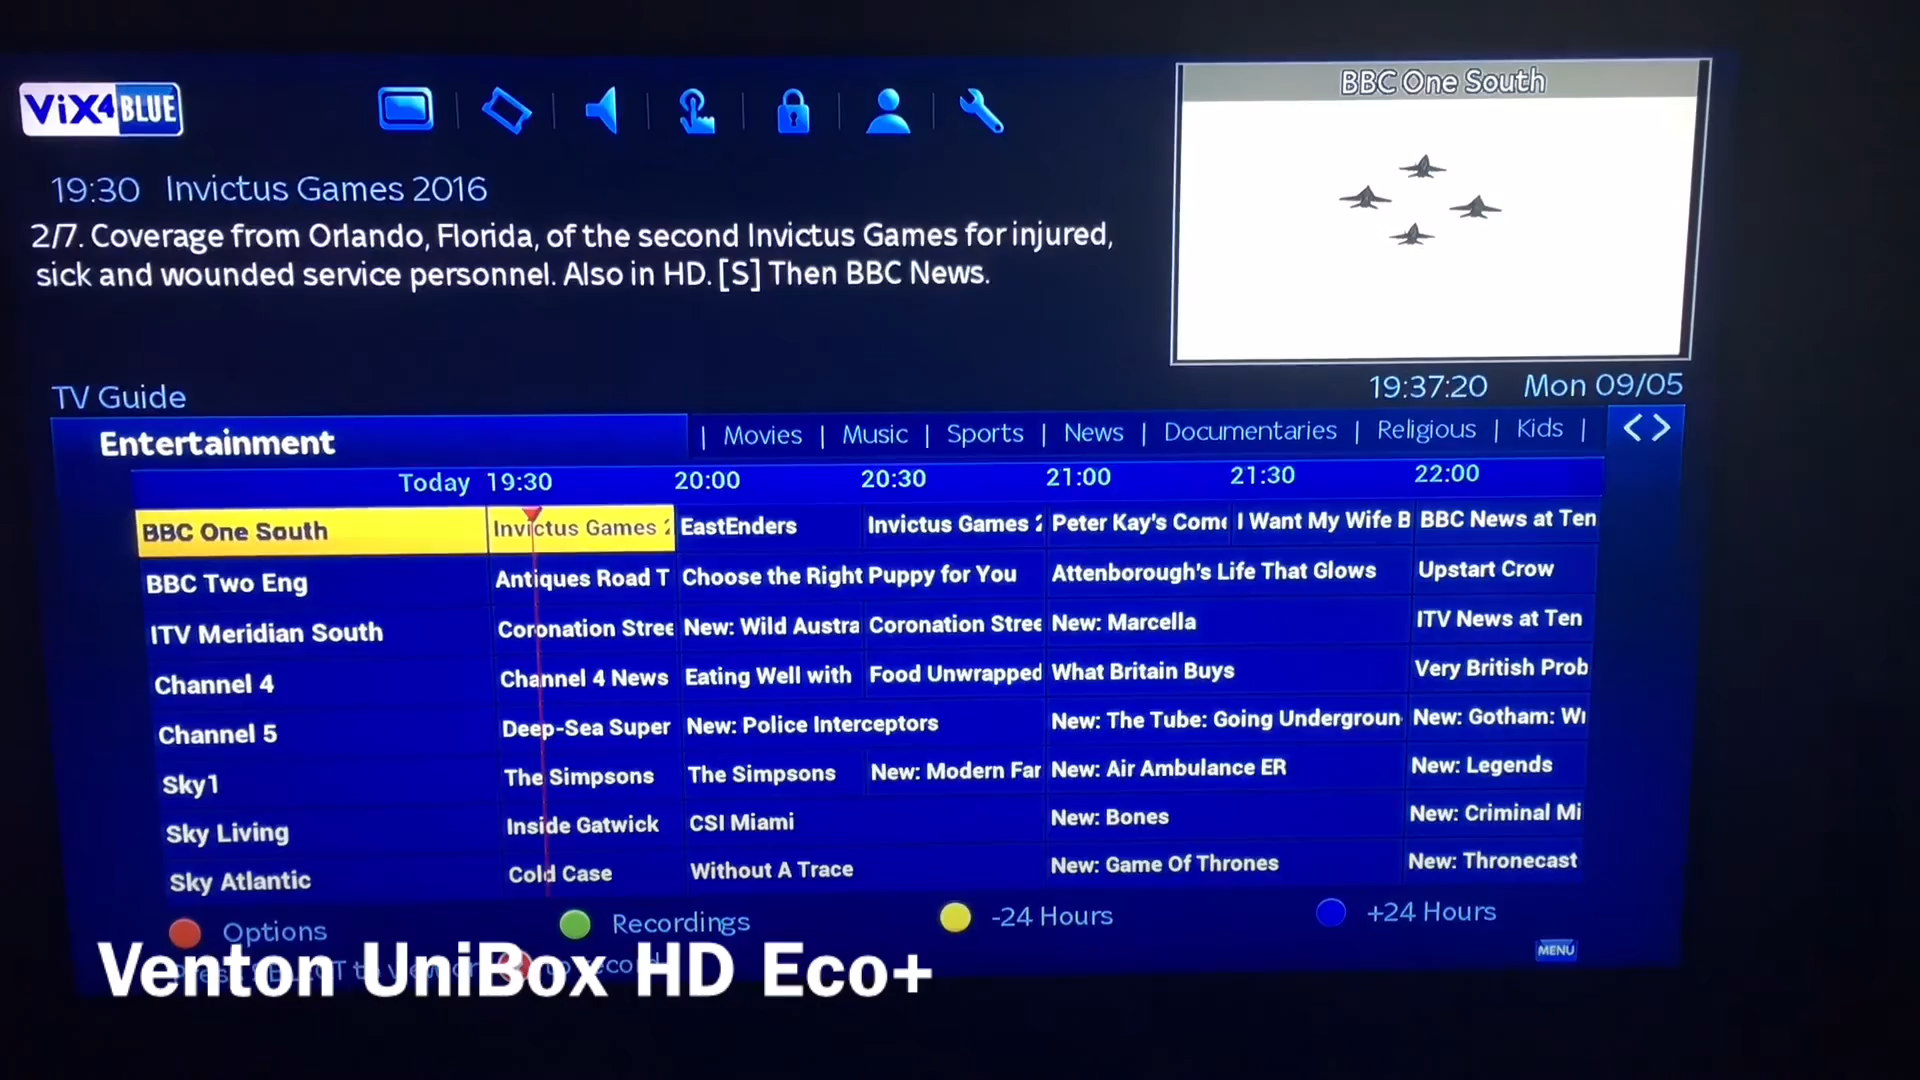 ViX4 BLUE
BBC One South
19:30 Invictus Games 2016
2/7. Coverage from Orlando, Florida, of the second Invictus Games for injured,
sick and wounded service personnel. Also in HD. [S] Then BBC News.
TV Guide
19:37:20 Mon 09/05
Entertainment | Movies | Music | Sports | News | Documentaries | Religious | Kids | < >
Today 19:30 20:00 20:30 21:00 21:30 22:00
BBC One South Invictus Games 2 EastEnders Invictus Games 2 Peter Kay's Com I Want My Wife B BBC News at Ten
BBC Two Eng Antiques Road T Choose the Right Puppy for You Attenborough's Life That Glows Upstart Crow
ITV Meridian South Coronation Stree New: Wild Austra Coronation Stree New: Marcella ITV News at Ten
Channel 4 Channel 4 News Eating Well with Food Unwrapped What Britain Buys Very British Prob
Channel 5 Deep-Sea Super New: Police Interceptors New: The Tube: Going Undergroun New: Gotham: Wr
Sky1 The Simpsons The Simpsons New: Modern Fam New: Air Ambulance ER New: Legends
Sky Living Inside Gatwick CSI Miami New: Bones New: Criminal Mi
Sky Atlantic Cold Case Without A Trace New: Game Of Thrones New: Thronecast
Options Recordings -24 Hours +24 Hours
MENU
Venton UniBox HD Eco+